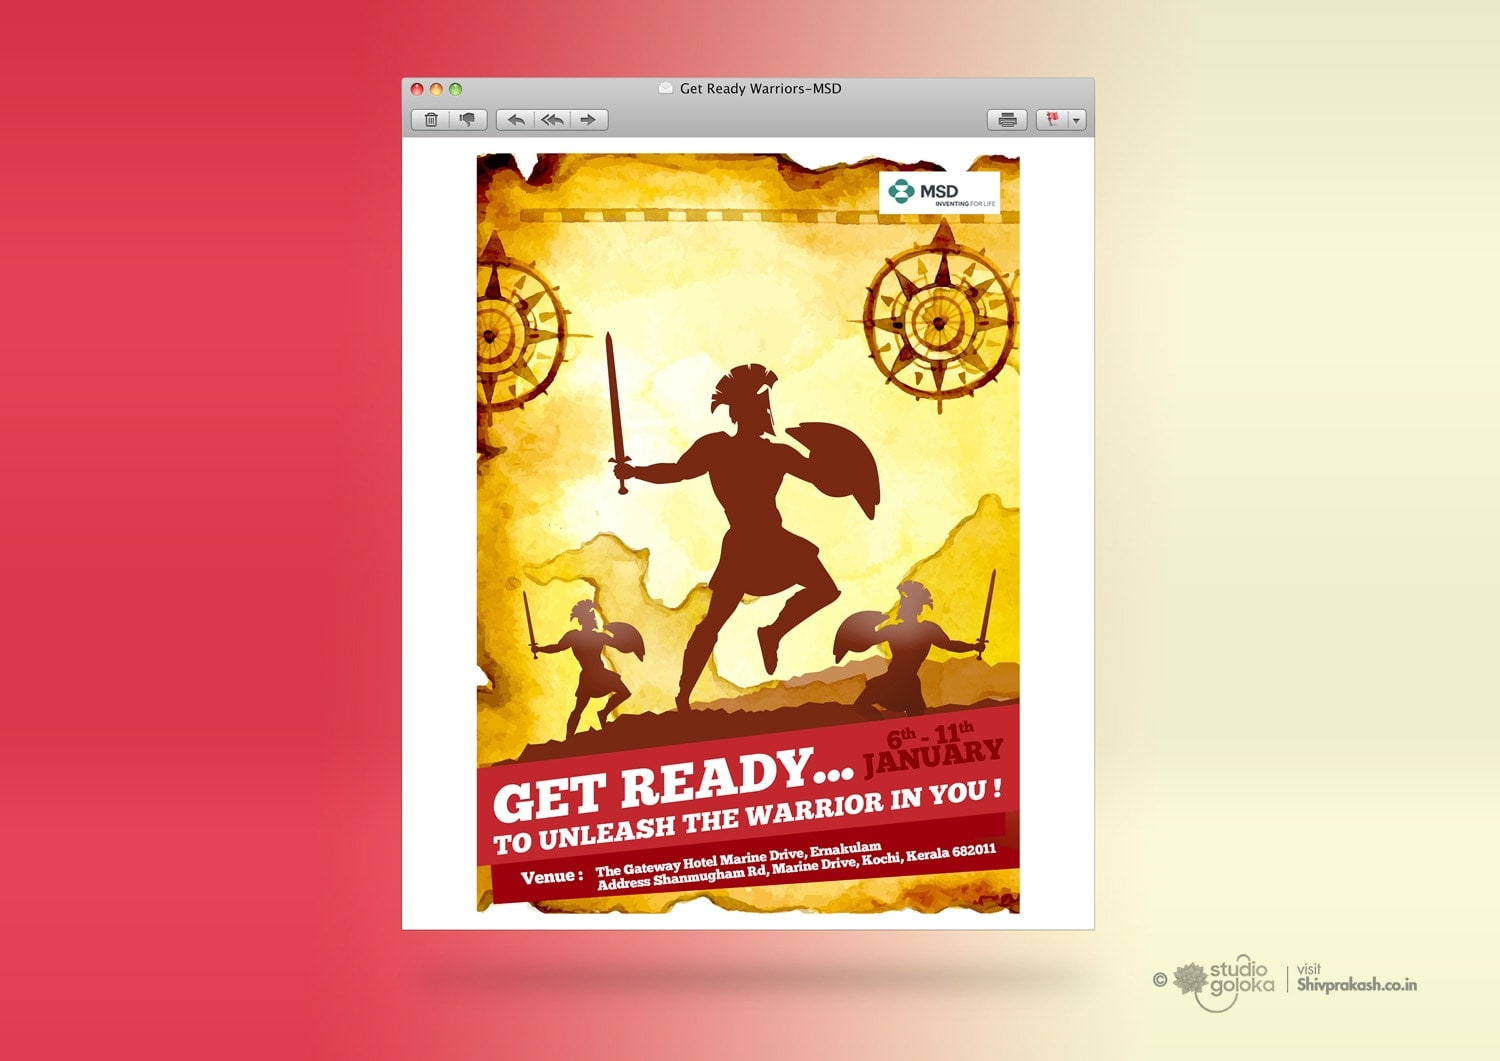 Get Ready Warriors-MSD
MSD
INVENTING FOR LIFE
6th - 11th
JANUARY
GET READY...
TO UNLEASH THE WARRIOR IN YOU !
Venue : The Gateway Hotel Marine Drive, Ernakulam
Address Shanmugham Rd, Marine Drive, Kochi, Kerala 682011
© studio goloka | visit
Shivprakash.co.in